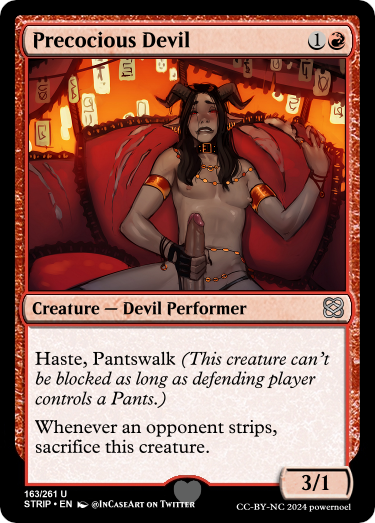 Precocious Devil 1
Creature — Devil Performer
Haste, Pantswalk (This creature can't
be blocked as long as defending player
controls a Pants.)
Whenever an opponent strips,
sacrifice this creature.
3/1
163/261 U
STRIP • EN @InCaseArt on Twitter
CC-BY-NC 2024 powernoel